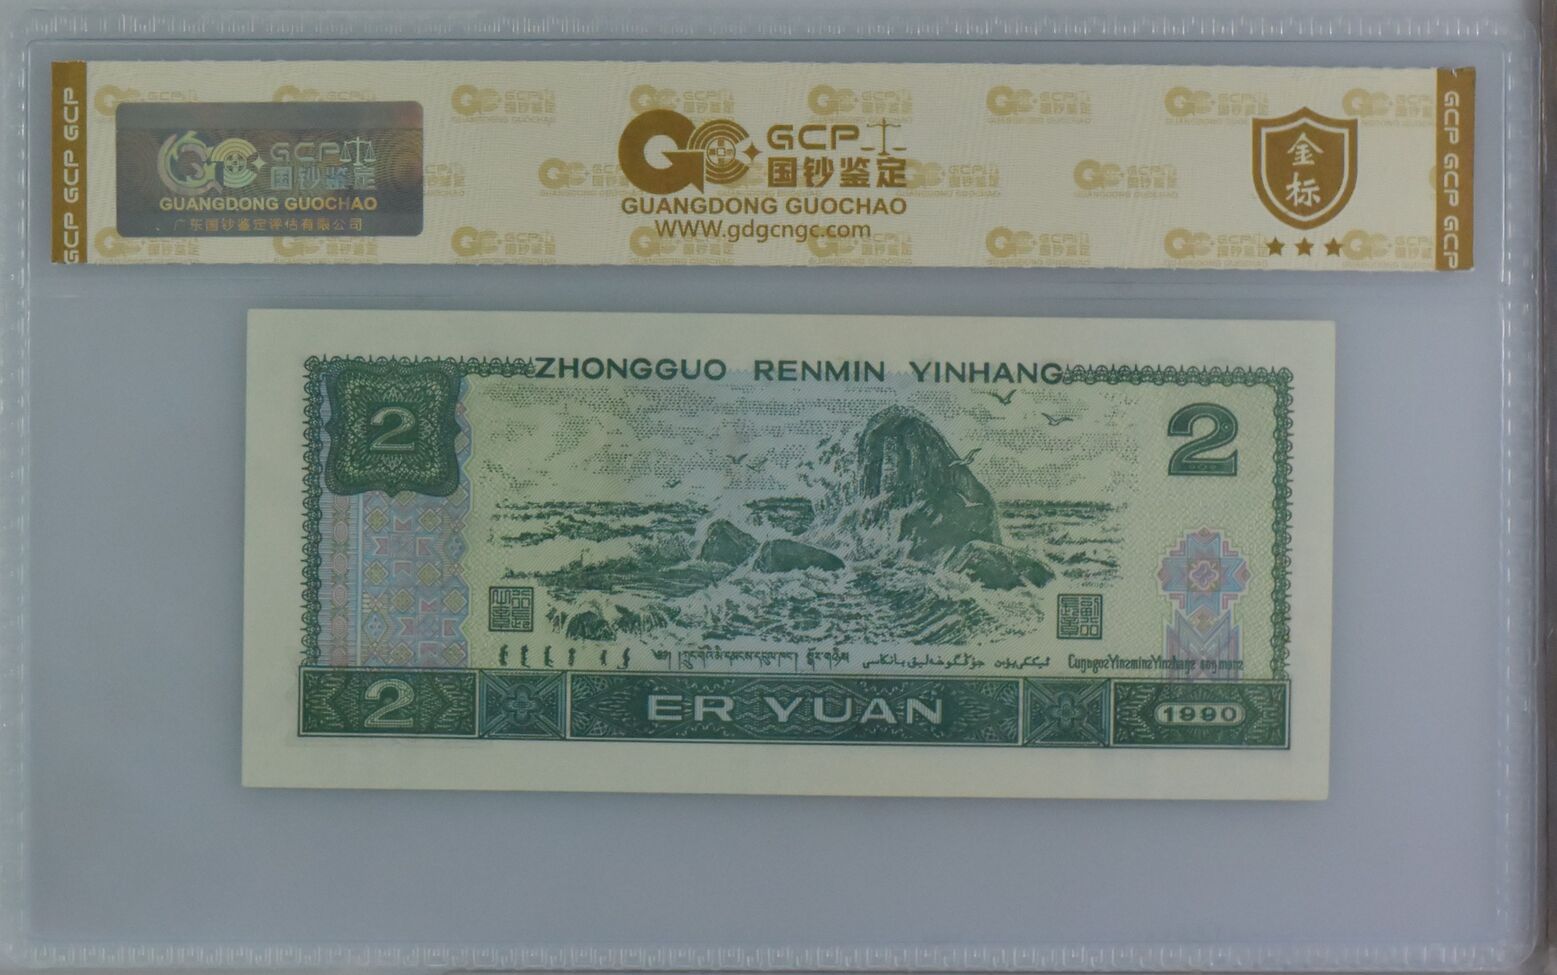 GCP GCP GCP
GCP
国钞鉴定
GUANGDONG GUOCHAO
广东国钞鉴定评估有限公司
GCP
国钞鉴定
GUANGDONG GUOCHAO
WWW.gdgcngc.com
金
标
GCP GCP GCP
ZHONGGUO RENMIN YINHANG
2
2
2
ER YUAN
1990